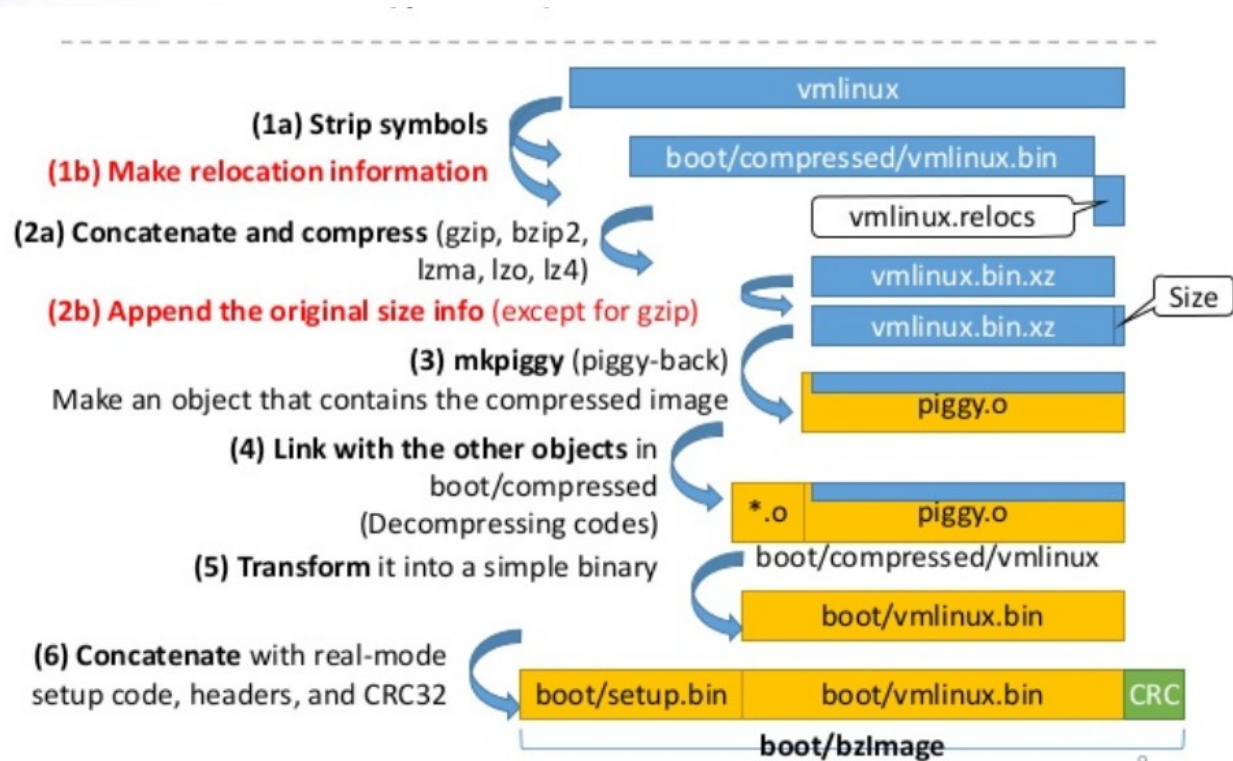 vmlinux
(1a) Strip symbols
boot/compressed/vmlinux.bin
(1b) Make relocation information
vmlinux.relocs
(2a) Concatenate and compress (gzip, bzip2,
lzma, lzo, lz4)
vmlinux.bin.xz
Size
(2b) Append the original size info (except for gzip)
vmlinux.bin.xz
(3) mkpiggy (piggy-back)
Make an object that contains the compressed image
piggy.o
(4) Link with the other objects in
boot/compressed
(Decompressing codes)
*.o
piggy.o
boot/compressed/vmlinux
(5) Transform it into a simple binary
boot/vmlinux.bin
(6) Concatenate with real-mode
setup code, headers, and CRC32
boot/setup.bin
boot/vmlinux.bin
CRC
boot/bzImage